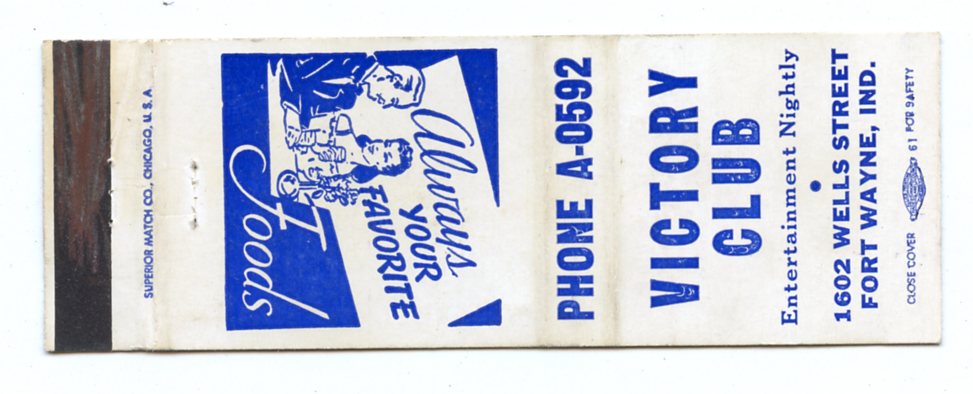 SUPERIOR MATCH CO., CHICAGO, U. S. A.
Always
YOUR
FAVORITE
Foods
PHONE A-0592
VICTORY
CLUB
Entertainment Nightly
•
1602 WELLS STREET
FORT WAYNE, IND.
CLOSE COVER 61 FOR SAFETY